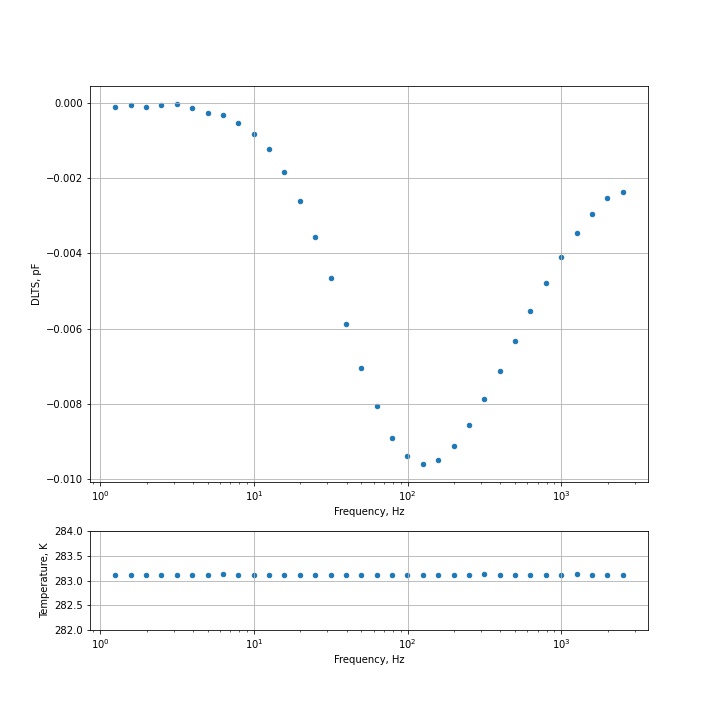 0.000
−0.002
−0.004
−0.006
−0.008
−0.010
DLTS, pF
10⁰ 10¹ 10² 10³
Frequency, Hz
284.0
283.5
283.0
282.5
282.0
Temperature, K
10⁰ 10¹ 10² 10³
Frequency, Hz